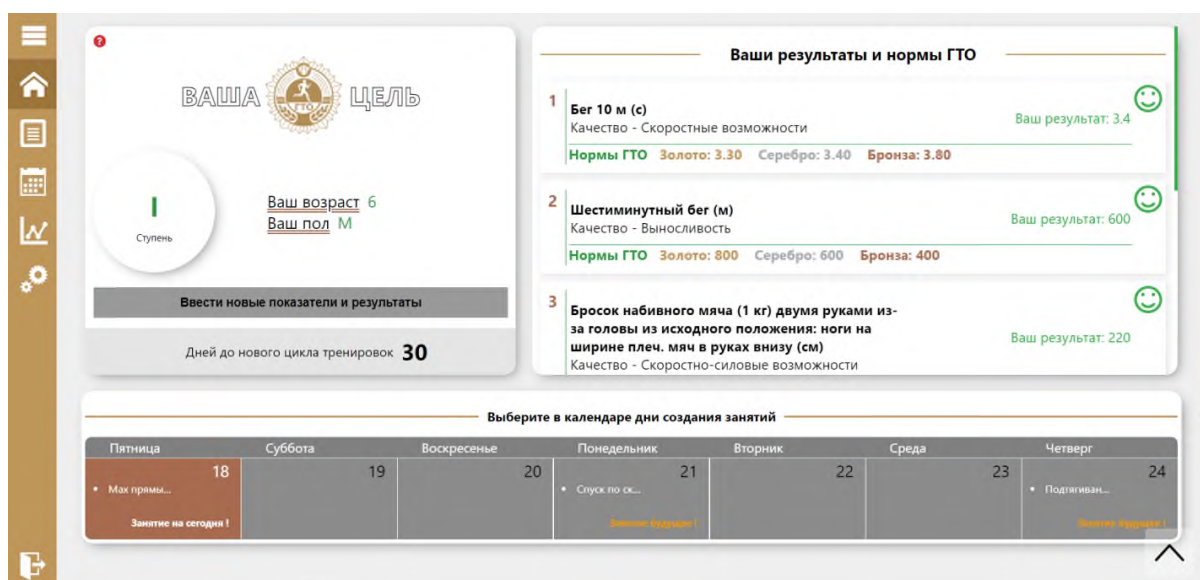 ?
ВАША ГТО ЦЕЛЬ
I
Ступень
Ваш возраст 6
Ваш пол М
Ввести новые показатели и результаты
Дней до нового цикла тренировок 30
Ваши результаты и нормы ГТО
1
Бег 10 м (с)
Качество - Скоростные возможности
Ваш результат: 3.4
Нормы ГТО Золото: 3.30 Серебро: 3.40 Бронза: 3.80
2
Шестиминутный бег (м)
Качество - Выносливость
Ваш результат: 600
Нормы ГТО Золото: 800 Серебро: 600 Бронза: 400
3
Бросок набивного мяча (1 кг) двумя руками из-
за головы из исходного положения: ноги на
ширине плеч. мяч в руках внизу (см)
Качество - Скоростно-силовые возможности
Ваш результат: 220
Выберите в календаре дни создания занятий
Пятница Суббота Воскресенье Понедельник Вторник Среда Четверг
18 19 20 21 22 23 24
• Мах прямы... • Спуск по ск... • Подтягиван...
Занятие на сегодня ! Занятие будущее ! Занятие будущее !